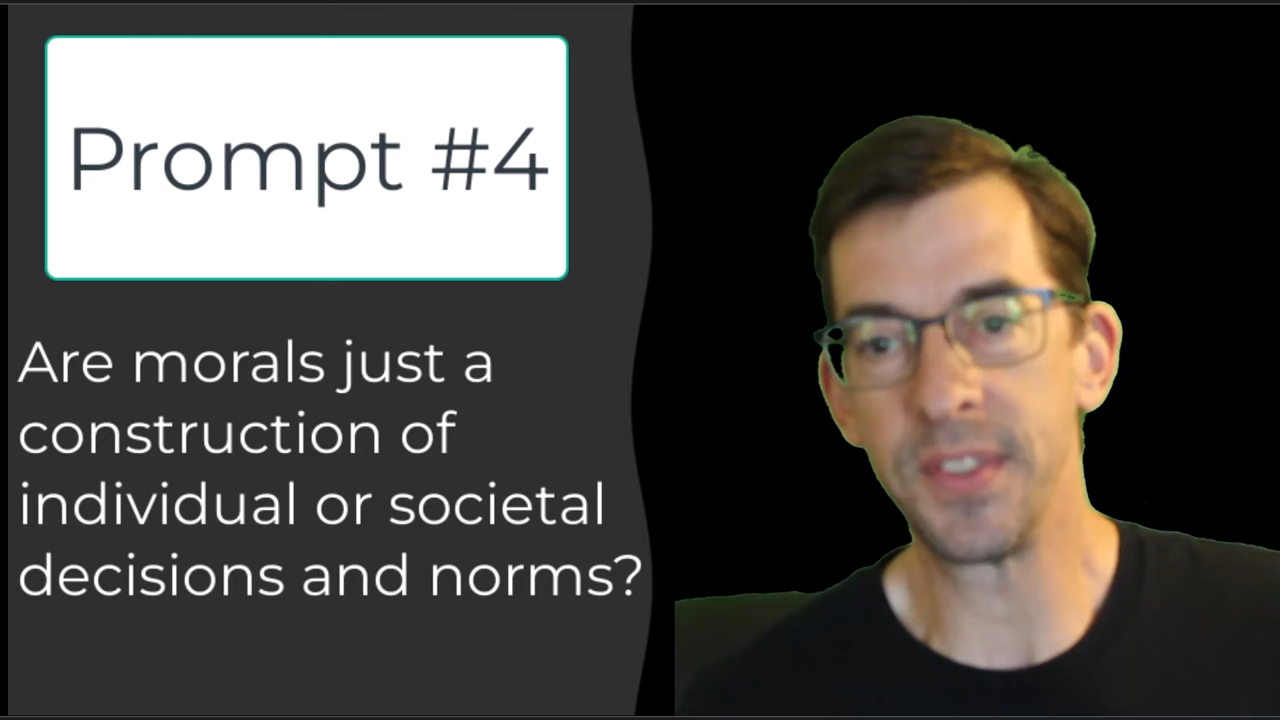 Prompt #4
Are morals just a
construction of
individual or societal
decisions and norms?